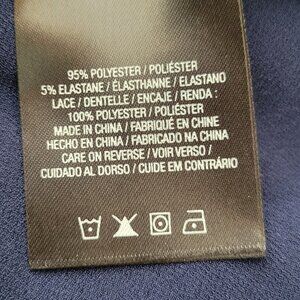 95% POLYESTER / POLIÉSTER
5% ELASTANE / ÉLASTHANNE / ELASTANO
LACE / DENTELLE / ENCAJE / RENDA :
100% POLYESTER / POLIÉSTER
MADE IN CHINA / FABRIQUÉ EN CHINE
HECHO EN CHINA / FABRICADO NA CHINA
CARE ON REVERSE / VOIR VERSO /
CUIDADO AL DORSO / CUIDE EM CONTRÁRIO